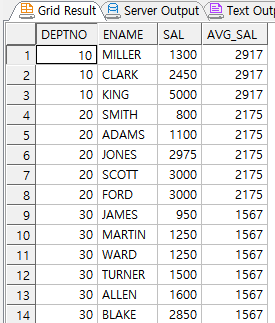 Grid Result Server Output Text Outp
DEPTNO ENAME SAL AVG_SAL
1 10 MILLER 1300 2917
2 10 CLARK 2450 2917
3 10 KING 5000 2917
4 20 SMITH 800 2175
5 20 ADAMS 1100 2175
6 20 JONES 2975 2175
7 20 SCOTT 3000 2175
8 20 FORD 3000 2175
9 30 JAMES 950 1567
10 30 MARTIN 1250 1567
11 30 WARD 1250 1567
12 30 TURNER 1500 1567
13 30 ALLEN 1600 1567
14 30 BLAKE 2850 1567